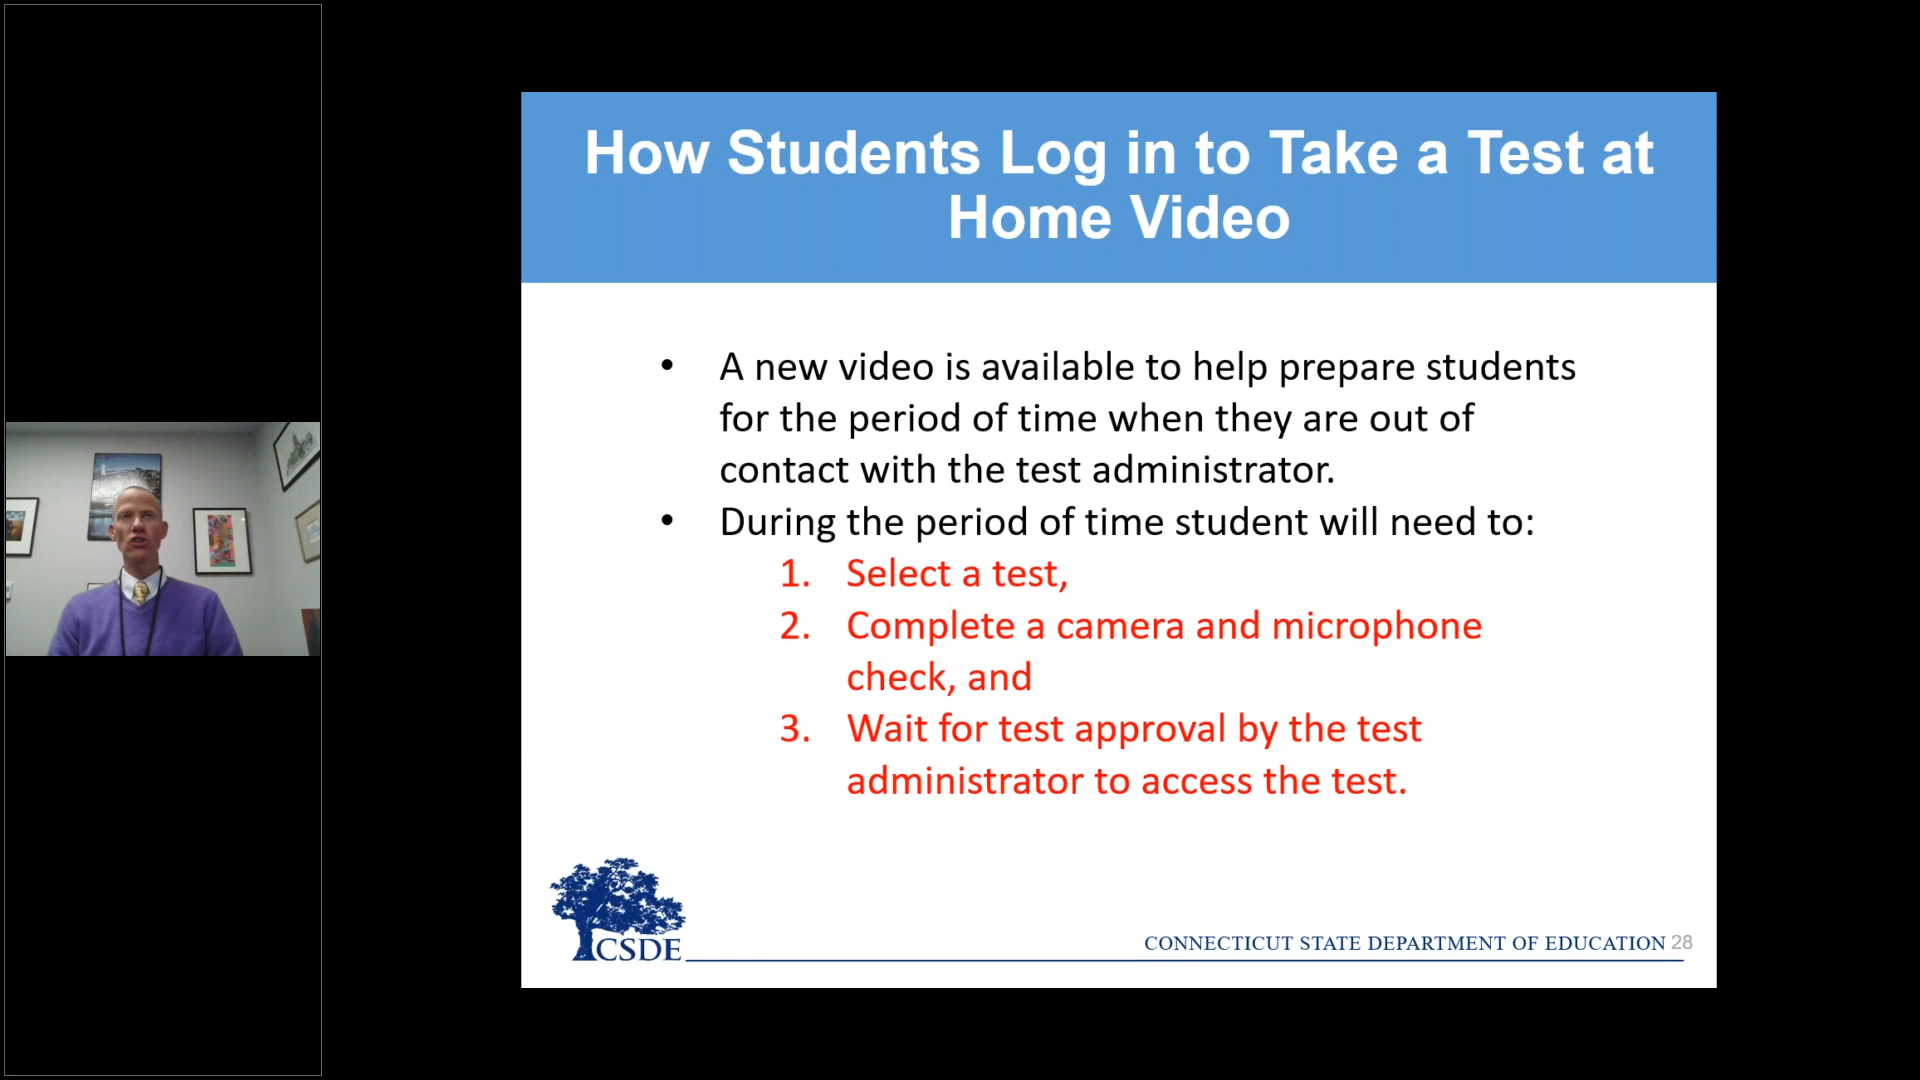 How Students Log in to Take a Test at
Home Video
• A new video is available to help prepare students
for the period of time when they are out of
contact with the test administrator.
• During the period of time student will need to:
1. Select a test,
2. Complete a camera and microphone
check, and
3. Wait for test approval by the test
administrator to access the test.
CSDE
CONNECTICUT STATE DEPARTMENT OF EDUCATION 28